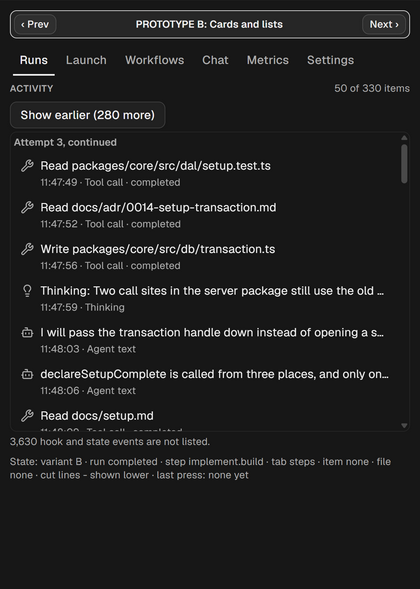 ‹ Prev
PROTOTYPE B: Cards and lists
Next ›
Runs Launch Workflows Chat Metrics Settings
ACTIVITY
50 of 330 items
Show earlier (280 more)
Attempt 3, continued
Read packages/core/src/dal/setup.test.ts
11:47:49 · Tool call · completed
Read docs/adr/0014-setup-transaction.md
11:47:52 · Tool call · completed
Write packages/core/src/db/transaction.ts
11:47:56 · Tool call · completed
Thinking: Two call sites in the server package still use the old ...
11:47:59 · Thinking
I will pass the transaction handle down instead of opening a s...
11:48:03 · Agent text
declareSetupComplete is called from three places, and only on...
11:48:06 · Agent text
Read docs/setup.md
3,630 hook and state events are not listed.
State: variant B · run completed · step implement.build · tab steps · item none · file
none · cut lines - shown lower · last press: none yet